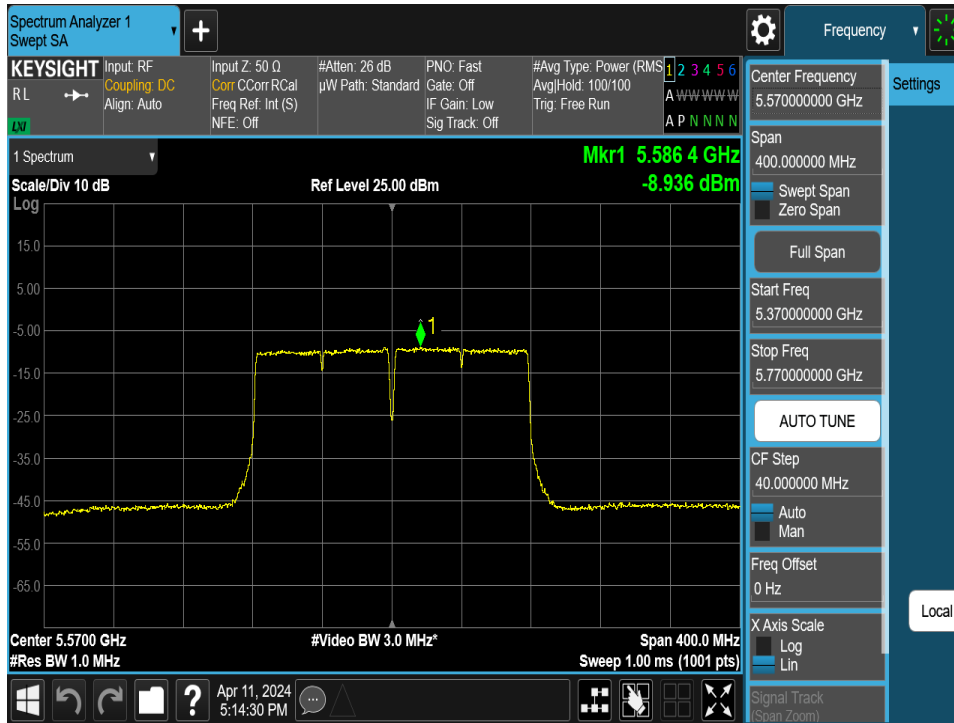 Spectrum Analyzer 1
Swept SA
+
Frequency
KEYSIGHT
R L
LXI
Input: RF
Coupling: DC
Align: Auto
Input Z: 50 Ω
Corr CCorr RCal
Freq Ref: Int (S)
NFE: Off
#Atten: 26 dB
µW Path: Standard
PNO: Fast
Gate: Off
IF Gain: Low
Sig Track: Off
#Avg Type: Power (RMS
Avg|Hold: 100/100
Trig: Free Run
1 2 3 4 5 6
A W W W W W
A P N N N N
1 Spectrum
Mkr1 5.586 4 GHz
Scale/Div 10 dB
Ref Level 25.00 dBm
-8.936 dBm
Log
15.0
5.00
-5.00
-15.0
-25.0
-35.0
-45.0
-55.0
-65.0
1
Center 5.5700 GHz
#Video BW 3.0 MHz*
Span 400.0 MHz
#Res BW 1.0 MHz
Sweep 1.00 ms (1001 pts)
Center Frequency
5.570000000 GHz
Span
400.000000 MHz
Swept Span
Zero Span
Full Span
Start Freq
5.370000000 GHz
Stop Freq
5.770000000 GHz
AUTO TUNE
CF Step
40.000000 MHz
Auto
Man
Freq Offset
0 Hz
X Axis Scale
Log
Lin
Signal Track
(Span Zoom)
Settings
Local
?
Apr 11, 2024
5:14:30 PM